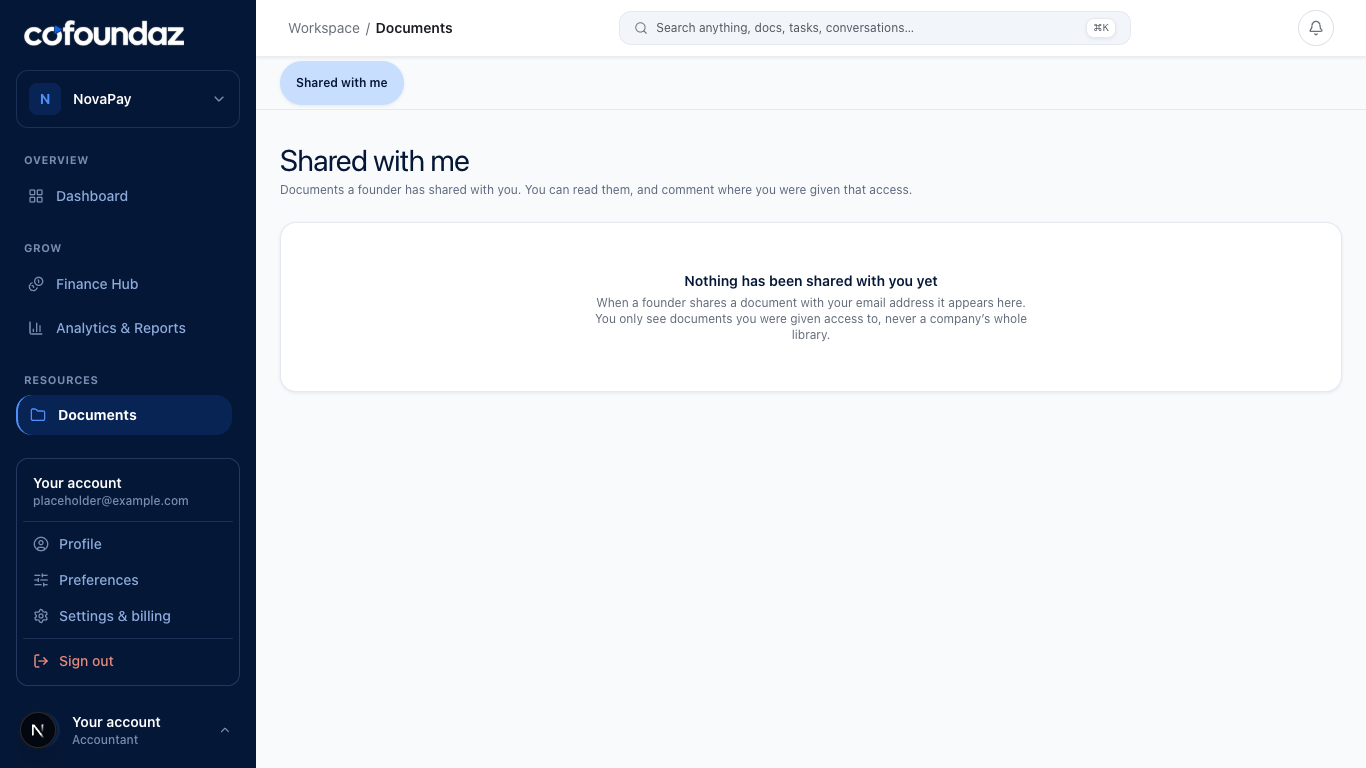 cofoundaz
N
NovaPay
OVERVIEW
Dashboard
GROW
Finance Hub
Analytics & Reports
RESOURCES
Documents
Your account
placeholder@example.com
Profile
Preferences
Settings & billing
Sign out
N
Your account
Accountant
Workspace / Documents
Search anything, docs, tasks, conversations...
⌘K
Shared with me
Shared with me
Documents a founder has shared with you. You can read them, and comment where you were given that access.
Nothing has been shared with you yet
When a founder shares a document with your email address it appears here.
You only see documents you were given access to, never a company’s whole
library.